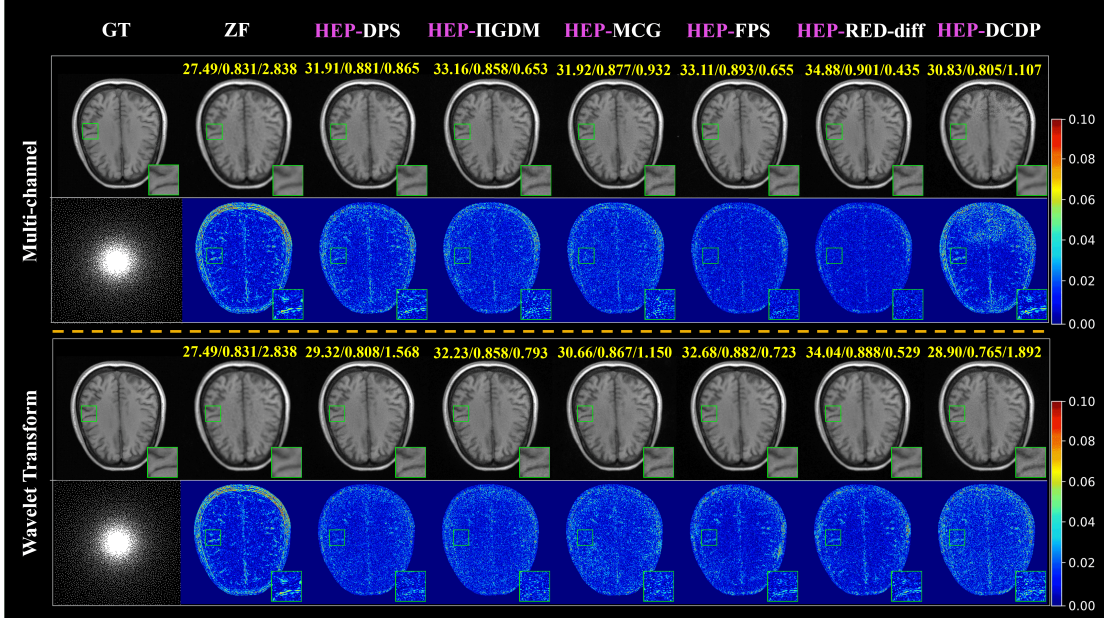 GT ZF HEP-DPS HEP-ΠGDM HEP-MCG HEP-FPS HEP-RED-diff HEP-DCDP
Multi-channel
27.49/0.831/2.838 31.91/0.881/0.865 33.16/0.858/0.653 31.92/0.877/0.932 33.11/0.893/0.655 34.88/0.901/0.435 30.83/0.805/1.107
0.10
0.08
0.06
0.04
0.02
0.00
Wavelet Transform
27.49/0.831/2.838 29.32/0.808/1.568 32.23/0.858/0.793 30.66/0.867/1.150 32.68/0.882/0.723 34.04/0.888/0.529 28.90/0.765/1.892
0.10
0.08
0.06
0.04
0.02
0.00